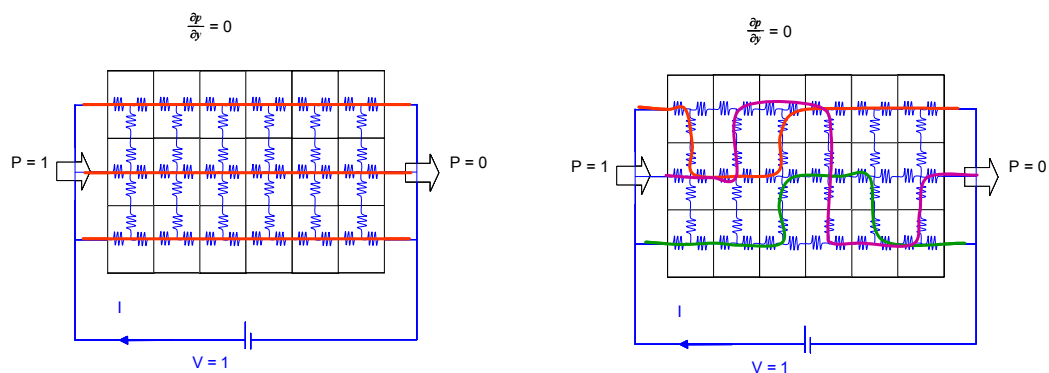 ∂p/∂y = 0
P = 1
P = 0
I
V = 1
∂p/∂y = 0
P = 1
P = 0
I
V = 1